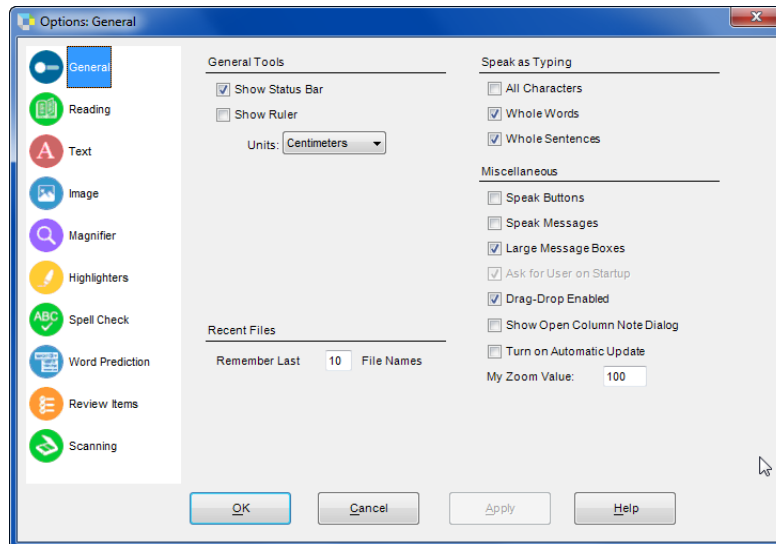 Options: General
General
Reading
Text
Image
Magnifier
Highlighters
Spell Check
Word Prediction
Review Items
Scanning
A
ABC
General Tools
Show Status Bar
Show Ruler
Units: Centimeters
Recent Files
Remember Last 10 File Names
Speak as Typing
All Characters
Whole Words
Whole Sentences
Miscellaneous
Speak Buttons
Speak Messages
Large Message Boxes
Ask for User on Startup
Drag-Drop Enabled
Show Open Column Note Dialog
Turn on Automatic Update
My Zoom Value: 100
OK Cancel Apply Help